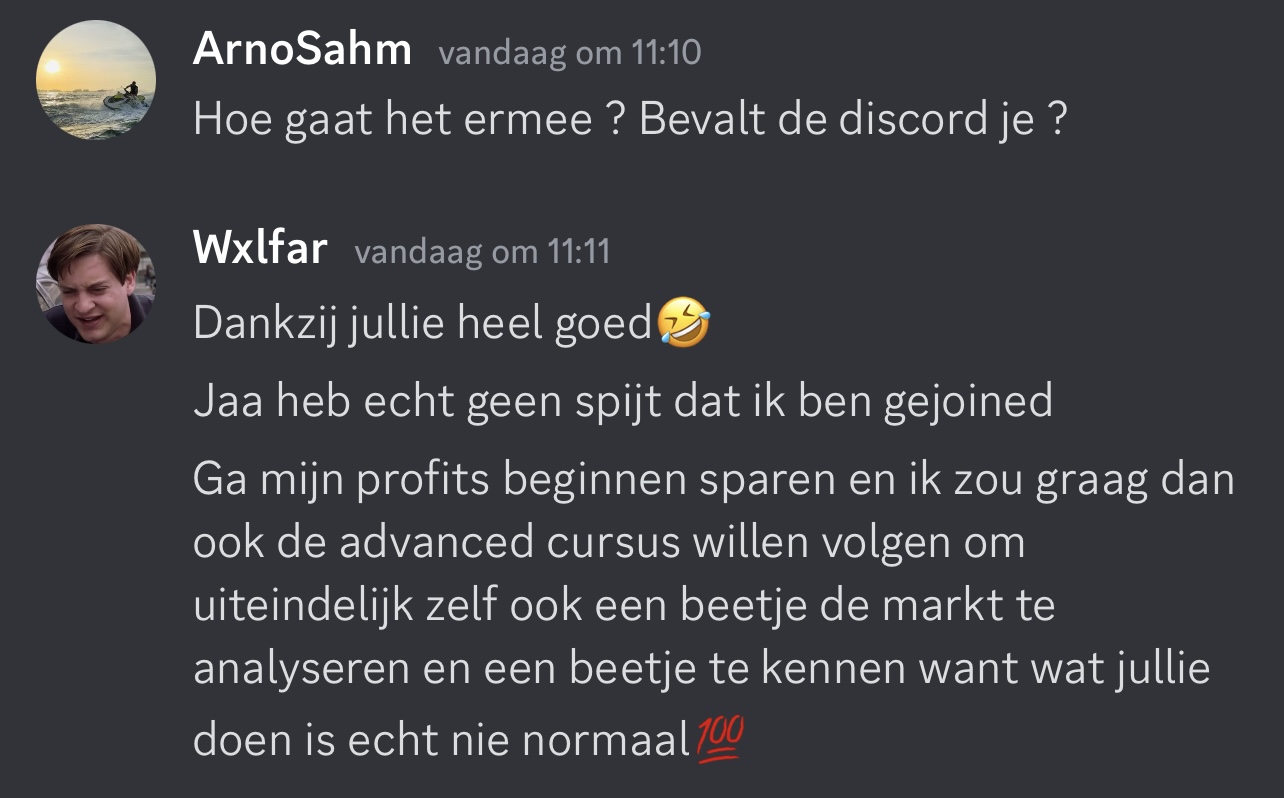 ArnoSahm vandaag om 11:10
Hoe gaat het ermee ? Bevalt de discord je ?
Wxlfar vandaag om 11:11
Dankzij jullie heel goed🤣
Jaa heb echt geen spijt dat ik ben gejoined
Ga mijn profits beginnen sparen en ik zou graag dan
ook de advanced cursus willen volgen om
uiteindelijk zelf ook een beetje de markt te
analyseren en een beetje te kennen want wat jullie
doen is echt nie normaal💯